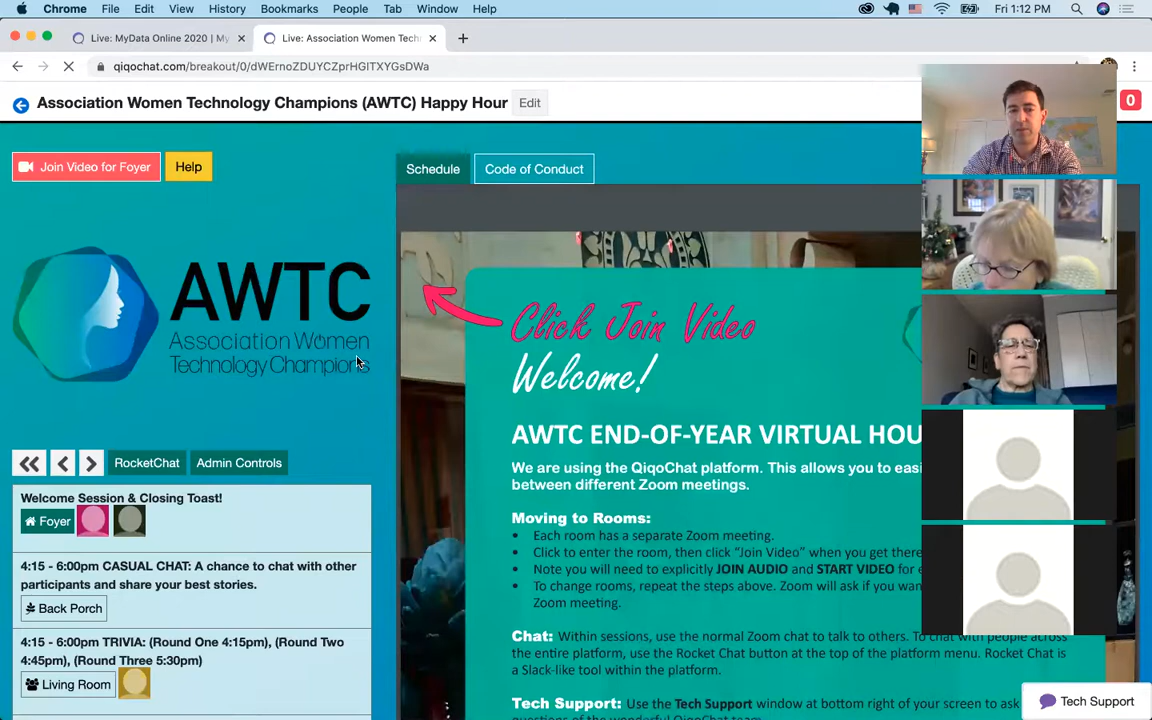 Chrome File Edit View History Bookmarks People Tab Window Help Fri 1:12 PM
Live: MyData Online 2020 | My
Live: Association Women Tech
qiqochat.com/breakout/0/dWErnoZDUYCZprHGITXYGsDWa
Association Women Technology Champions (AWTC) Happy Hour Edit
0
Join Video for Foyer Help
Schedule Code of Conduct
AWTC
Association Women
Technology Champions
RocketChat Admin Controls
Welcome Session & Closing Toast!
Foyer
4:15 - 6:00pm CASUAL CHAT: A chance to chat with other
participants and share your best stories.
Back Porch
4:15 - 6:00pm TRIVIA: (Round One 4:15pm), (Round Two
4:45pm), (Round Three 5:30pm)
Living Room
Click Join Video
Welcome!
AWTC END-OF-YEAR VIRTUAL HOU
We are using the QiqoChat platform. This allows you to easi
between different Zoom meetings.
Moving to Rooms:
• Each room has a separate Zoom meeting.
• Click to enter the room, then click "Join Video" when you get there
• Note you will need to explicitly JOIN AUDIO and START VIDEO for e
• To change rooms, repeat the steps above. Zoom will ask if you wan
Zoom meeting.
Chat: Within sessions, use the normal Zoom chat to talk to others. To chat with people across
the entire platform, use the Rocket Chat button at the top of the platform menu. Rocket Chat is
a Slack-like tool within the platform.
Tech Support: Use the Tech Support window at bottom right of your screen to ask
Tech Support